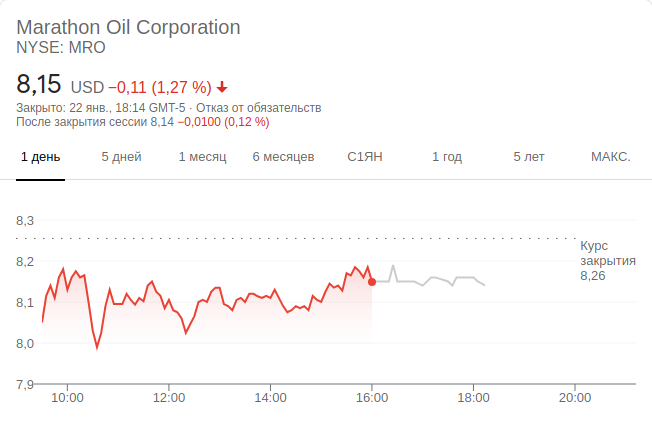 Marathon Oil Corporation
NYSE: MRO
8,15 USD −0,11 (1,27 %)
Закрыто: 22 янв., 18:14 GMT-5 · Отказ от обязательств
После закрытия сессии 8,14 −0,0100 (0,12 %)
1 день 5 дней 1 месяц 6 месяцев С1ЯН 1 год 5 лет МАКС.
8,3
Курс
8,2 закрытия
8,26
8,1
8,0
7,9
10:00 12:00 14:00 16:00 18:00 20:00